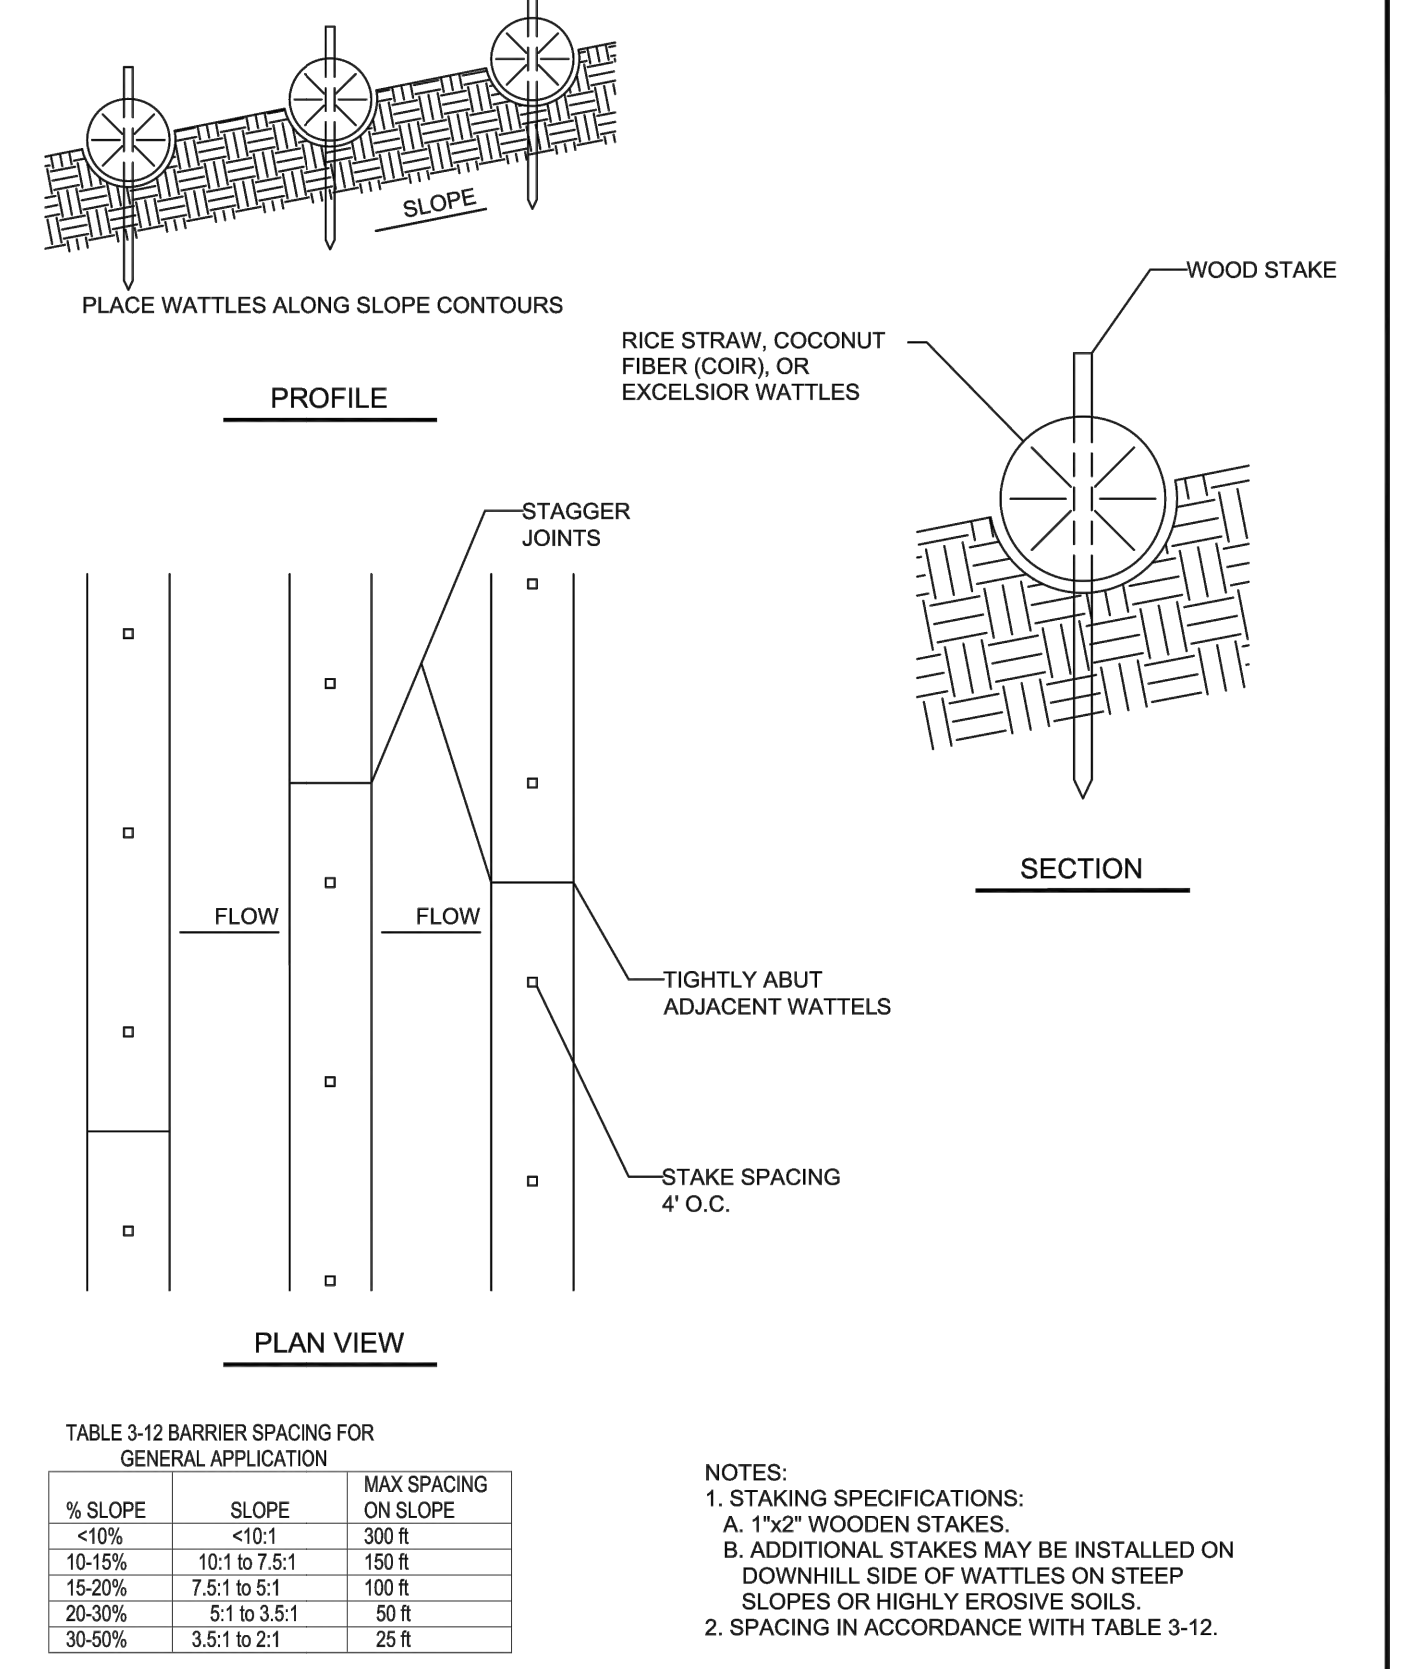 SLOPE
PLACE WATTLES ALONG SLOPE CONTOURS
PROFILE
WOOD STAKE
RICE STRAW, COCONUT
FIBER (COIR), OR
EXCELSIOR WATTLES
SECTION
STAGGER
JOINTS
FLOW
FLOW
TIGHTLY ABUT
ADJACENT WATTELS
STAKE SPACING
4' O.C.
PLAN VIEW
TABLE 3-12 BARRIER SPACING FOR
GENERAL APPLICATION
% SLOPE SLOPE MAX SPACING
ON SLOPE
<10% <10:1 300 ft
10-15% 10:1 to 7.5:1 150 ft
15-20% 7.5:1 to 5:1 100 ft
20-30% 5:1 to 3.5:1 50 ft
30-50% 3.5:1 to 2:1 25 ft
NOTES:
1. STAKING SPECIFICATIONS:
A. 1"x2" WOODEN STAKES.
B. ADDITIONAL STAKES MAY BE INSTALLED ON
DOWNHILL SIDE OF WATTLES ON STEEP
SLOPES OR HIGHLY EROSIVE SOILS.
2. SPACING IN ACCORDANCE WITH TABLE 3-12.